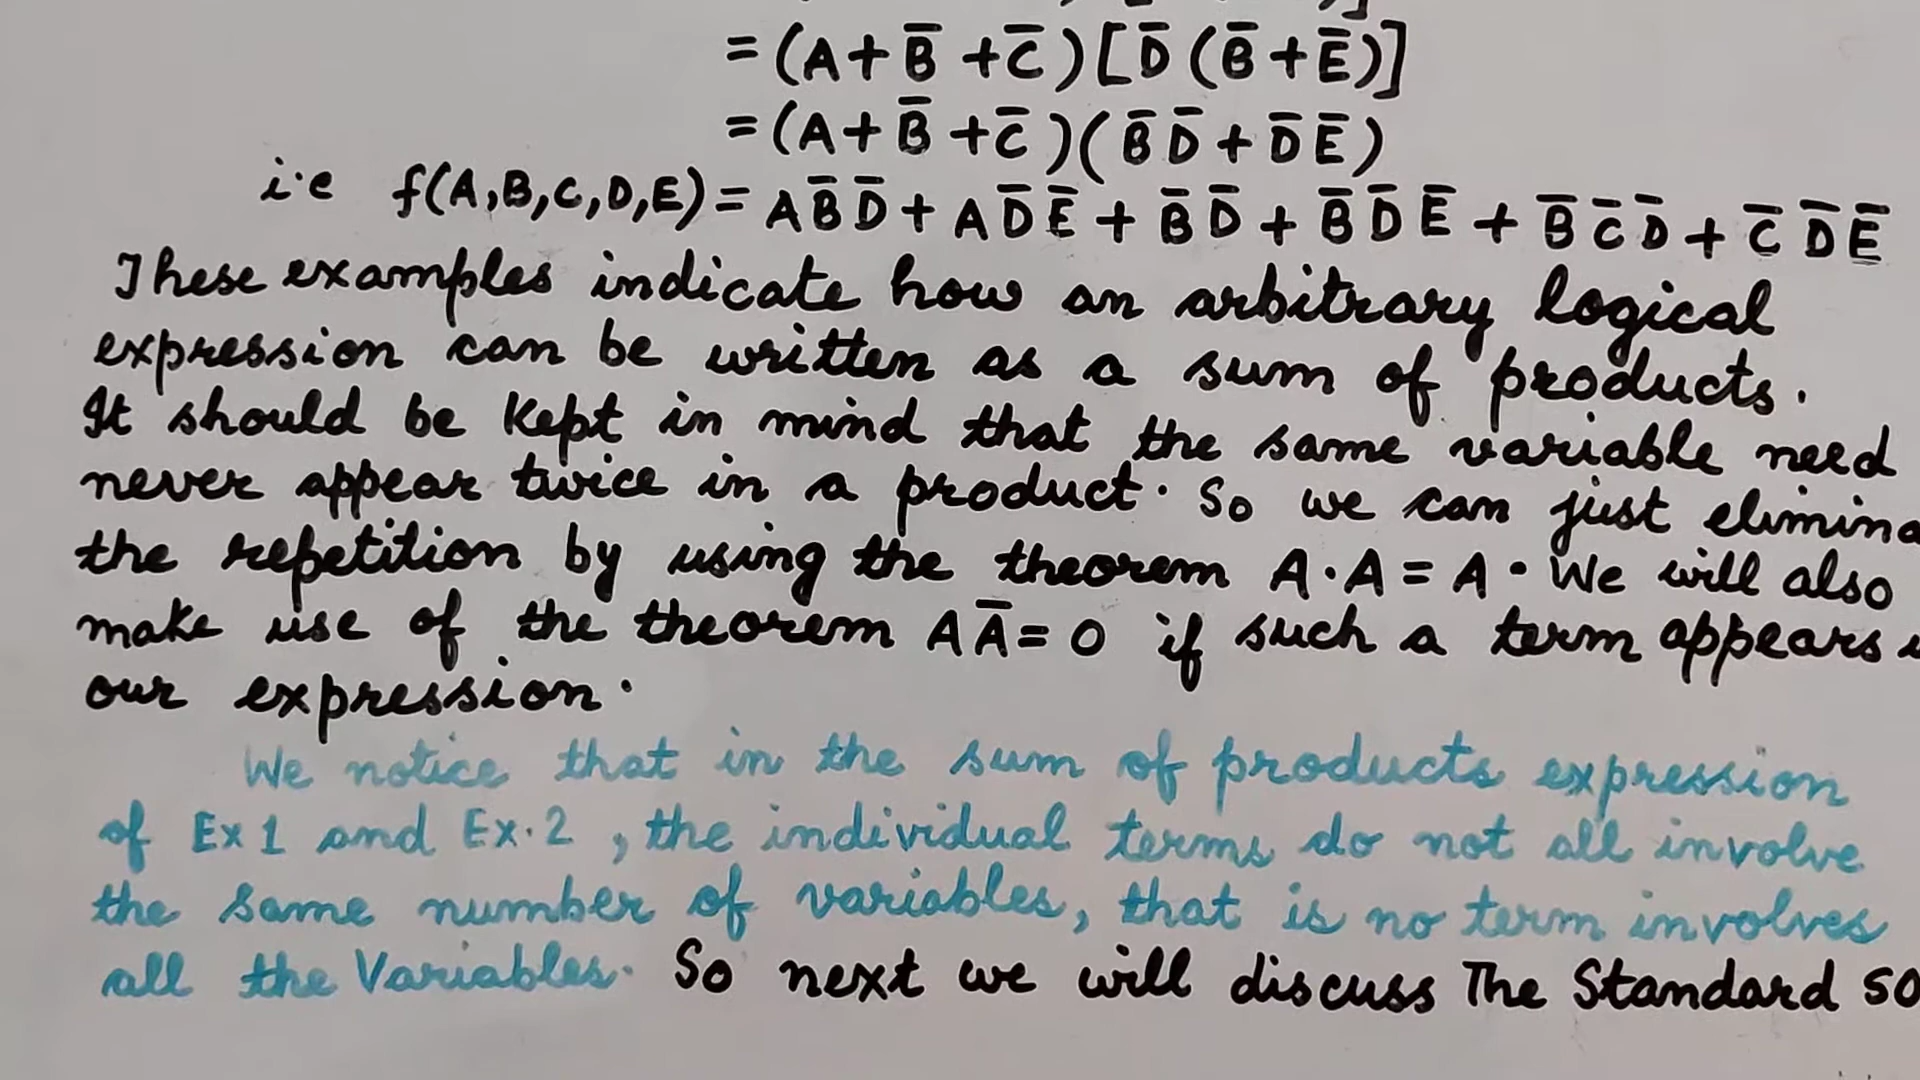 = (A + B̅ + C̅) [D̅ (B̅ + E̅)]
= (A + B̅ + C̅) (B̅ D̅ + D̅ E̅)
i.e f(A,B,C,D,E) = A B̅ D̅ + A D̅ E̅ + B̅ D̅ + B̅ D̅ E̅ + B̅ C̅ D̅ + C̅ D̅ E̅
These examples indicate how an arbitrary logical
expression can be written as a sum of products.
It should be kept in mind that the same variable need
never appear twice in a product. So we can just elimina
the repetition by using the theorem A·A = A. We will also
make use of the theorem A A̅ = 0 if such a term appears
our expression.
We notice that in the sum of products expression
of Ex 1 and Ex. 2, the individual terms do not all involve
the same number of variables, that is no term involves
all the Variables. So next we will discuss The Standard SO